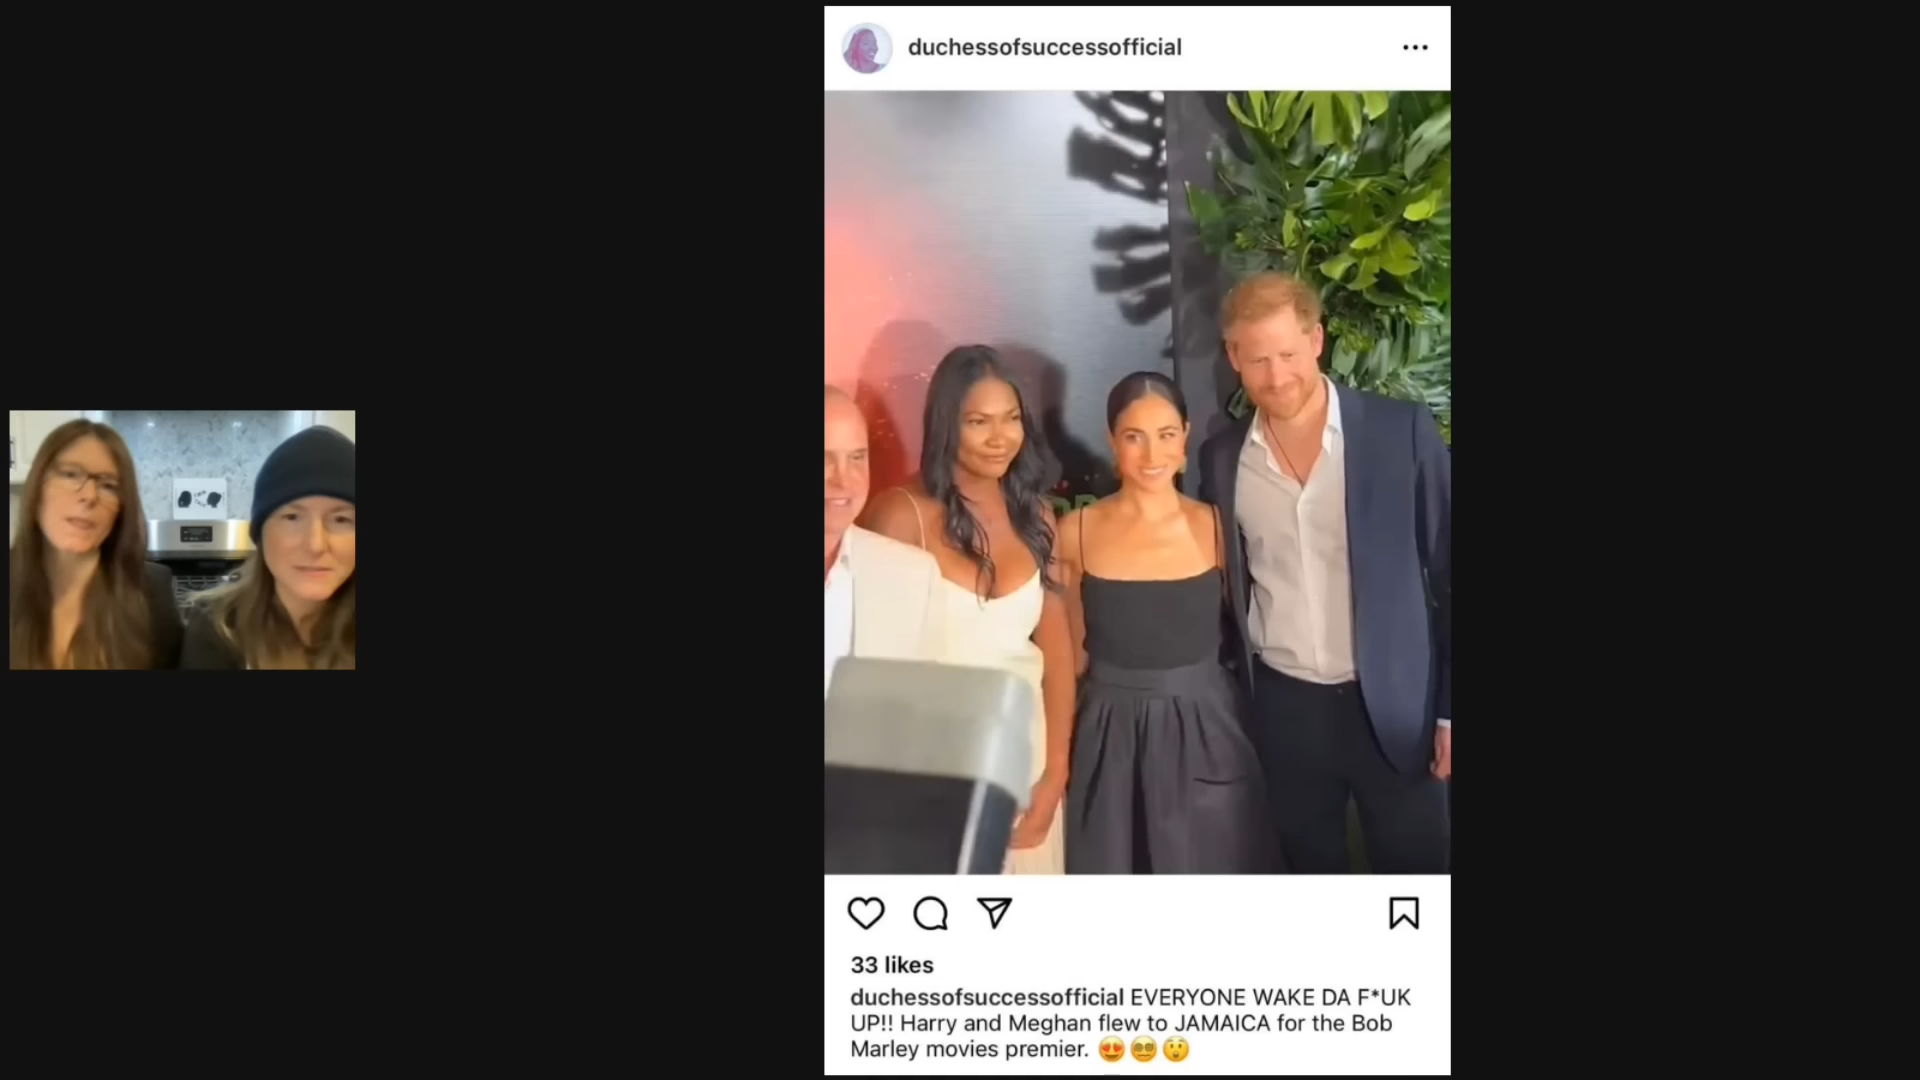 duchessofsuccessofficial
33 likes
duchessofsuccessofficial EVERYONE WAKE DA F*UK
UP!! Harry and Meghan flew to JAMAICA for the Bob
Marley movies premier. 😍😵‍💫😲